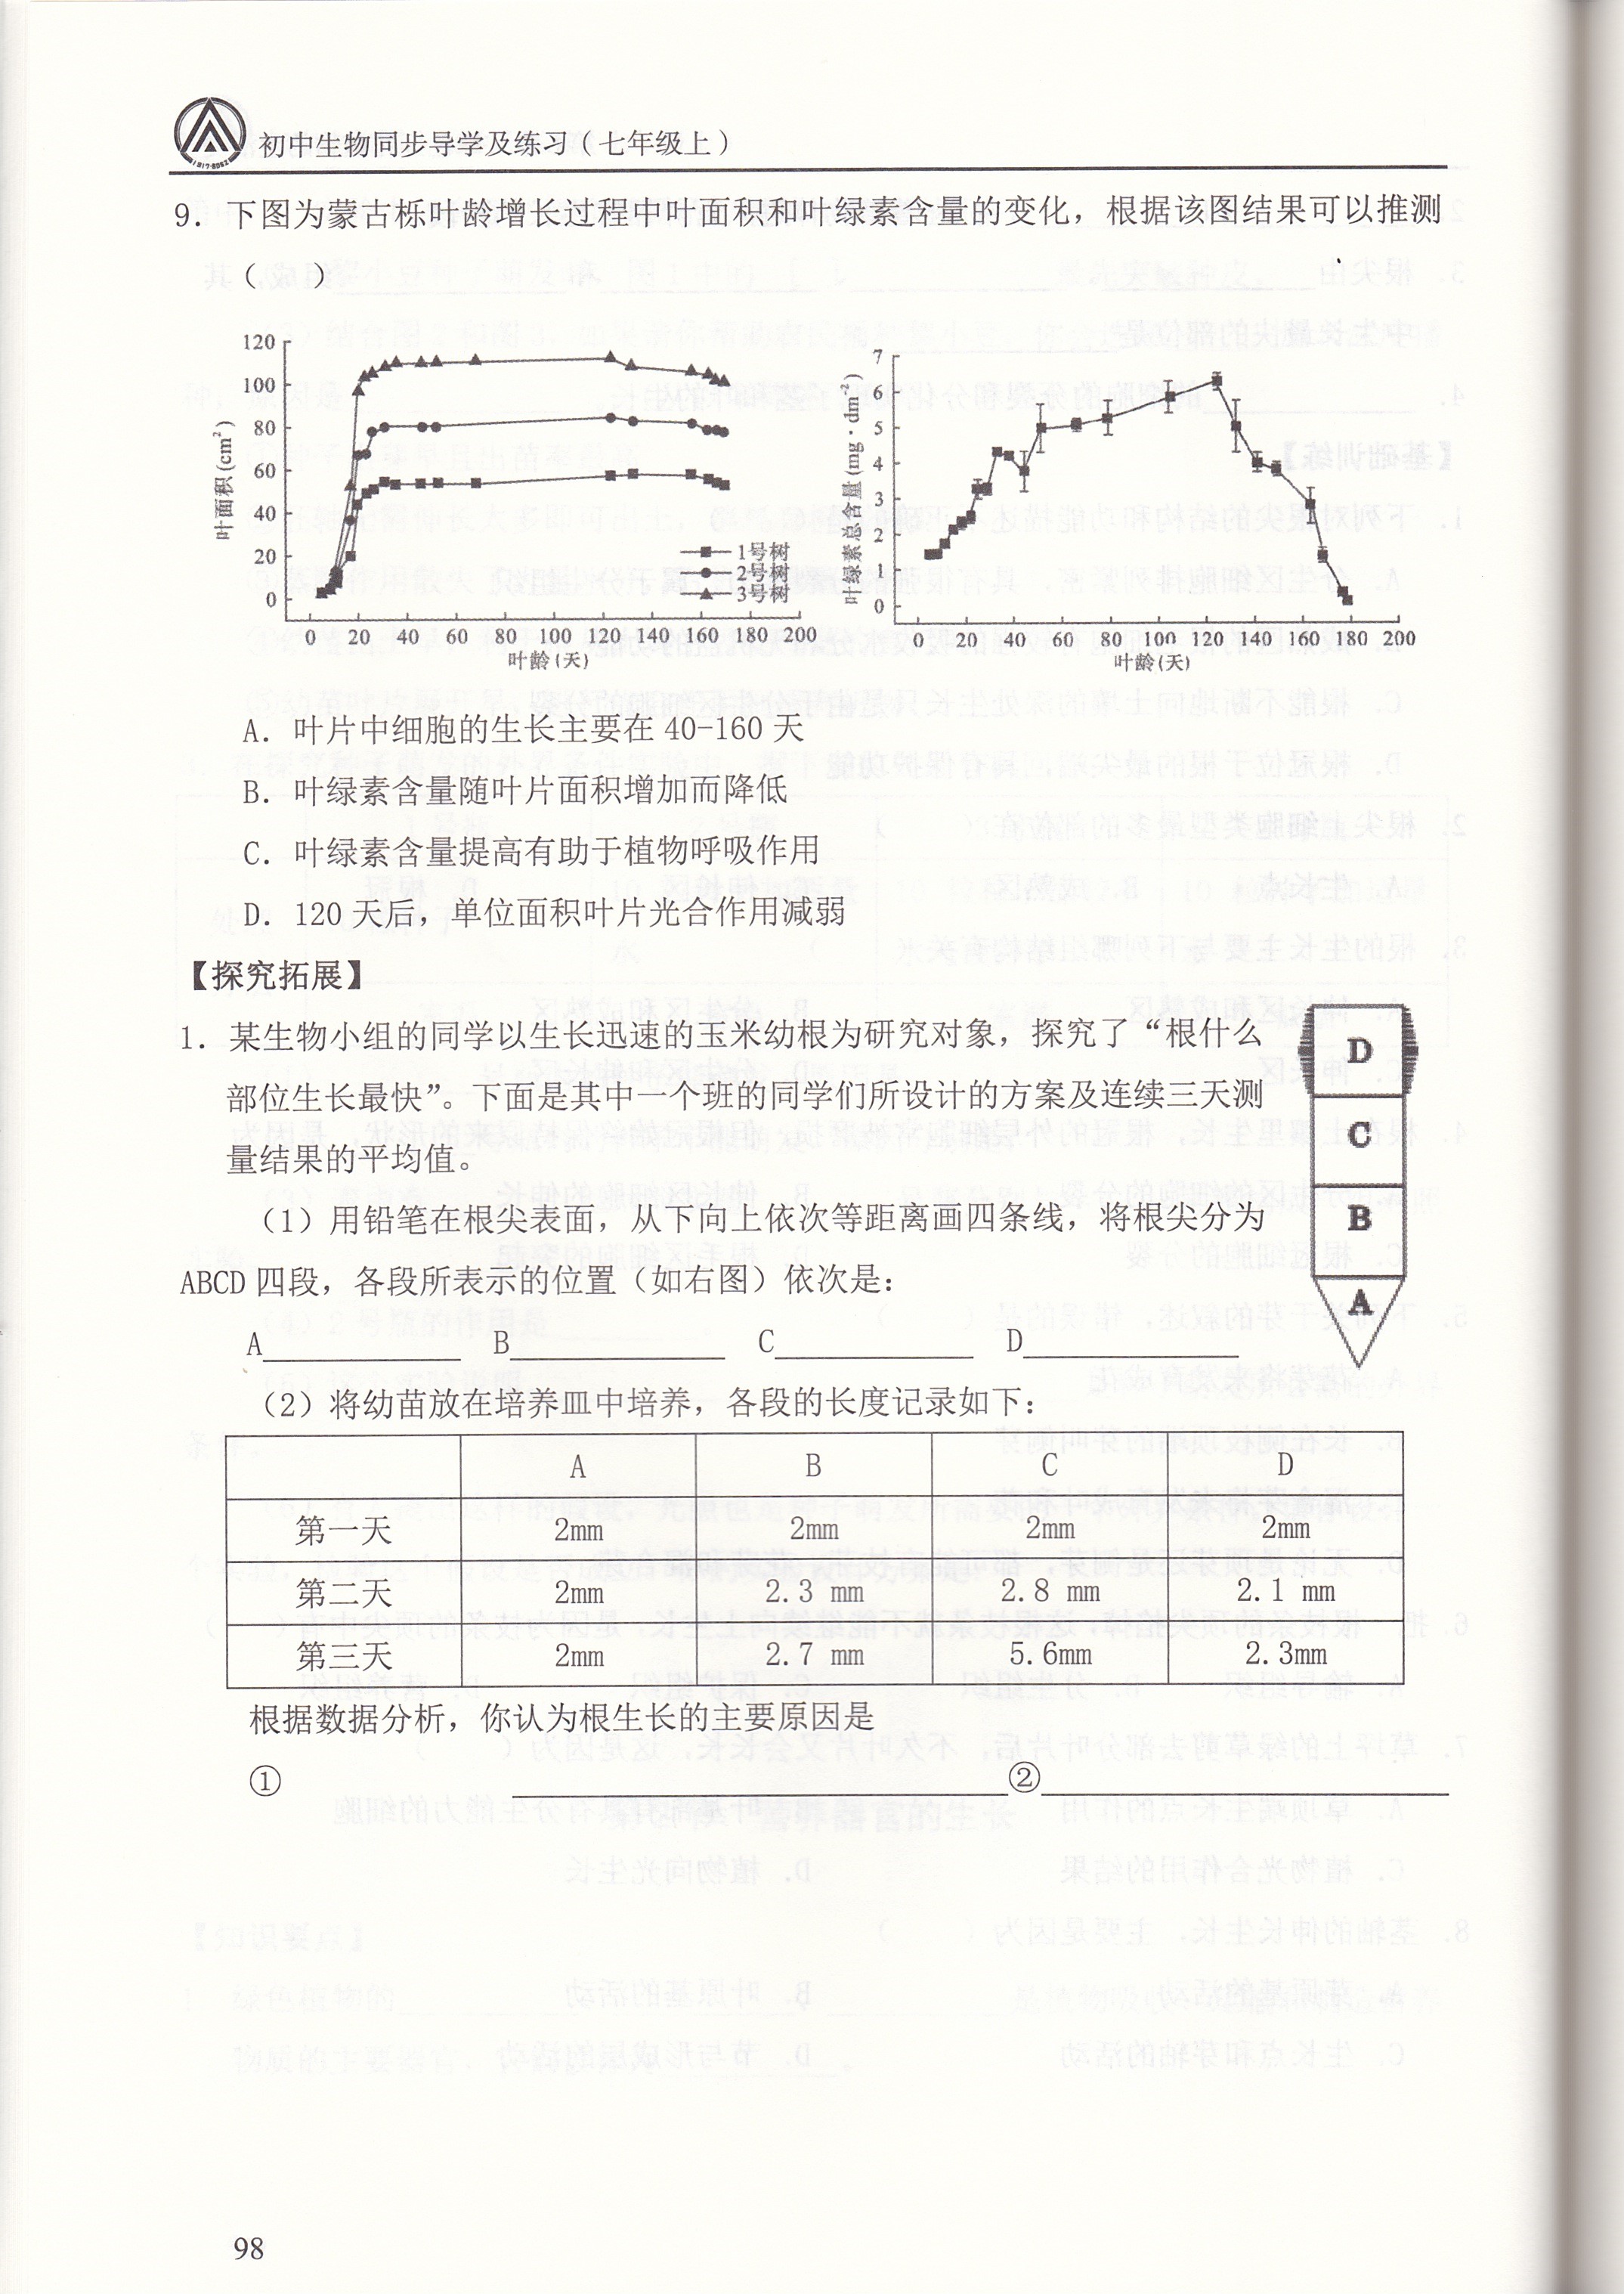 1917-2052
初中生物同步导学及练习（七年级上）
9. 下图为蒙古栎叶龄增长过程中叶面积和叶绿素含量的变化，根据该图结果可以推测
（ ）
叶面积(cm²)
120
100
80
60
40
20
0
1号树
2号树
3号树
0 20 40 60 80 100 120 140 160 180 200
叶龄(天)
叶绿素总含量(mg·dm⁻²)
7
6
5
4
3
2
1
0
0 20 40 60 80 100 120 140 160 180 200
叶龄(天)
A. 叶片中细胞的生长主要在 40-160 天
B. 叶绿素含量随叶片面积增加而降低
C. 叶绿素含量提高有助于植物呼吸作用
D. 120 天后，单位面积叶片光合作用减弱
【探究拓展】
1. 某生物小组的同学以生长迅速的玉米幼根为研究对象，探究了“根什么
部位生长最快”。下面是其中一个班的同学们所设计的方案及连续三天测
量结果的平均值。
（1）用铅笔在根尖表面，从下向上依次等距离画四条线，将根尖分为
ABCD 四段，各段所表示的位置（如右图）依次是：
D
C
B
A
A____________ B____________ C____________ D____________
（2）将幼苗放在培养皿中培养，各段的长度记录如下：
A B C D
第一天 2mm 2mm 2mm 2mm
第二天 2mm 2.3 mm 2.8 mm 2.1 mm
第三天 2mm 2.7 mm 5.6mm 2.3mm
根据数据分析，你认为根生长的主要原因是
① ______________________________②________________________
98